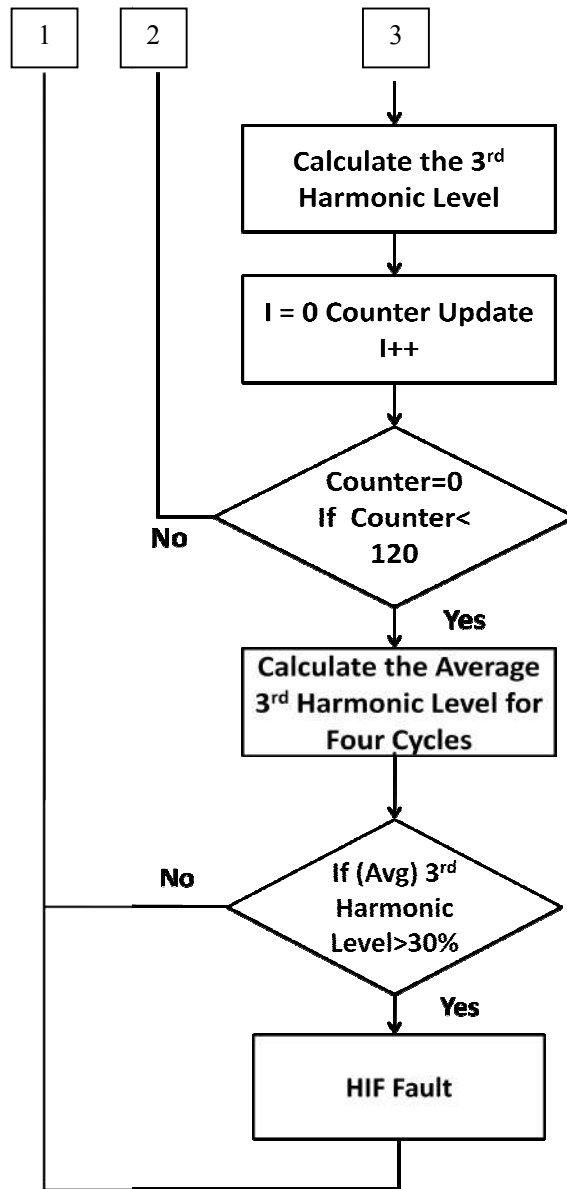 1
2
3
Calculate the 3rd
Harmonic Level
I = 0 Counter Update
I++
Counter=0
If Counter<
120
No
Yes
Calculate the Average
3rd Harmonic Level for
Four Cycles
No
If (Avg) 3rd
Harmonic
Level>30%
Yes
HIF Fault